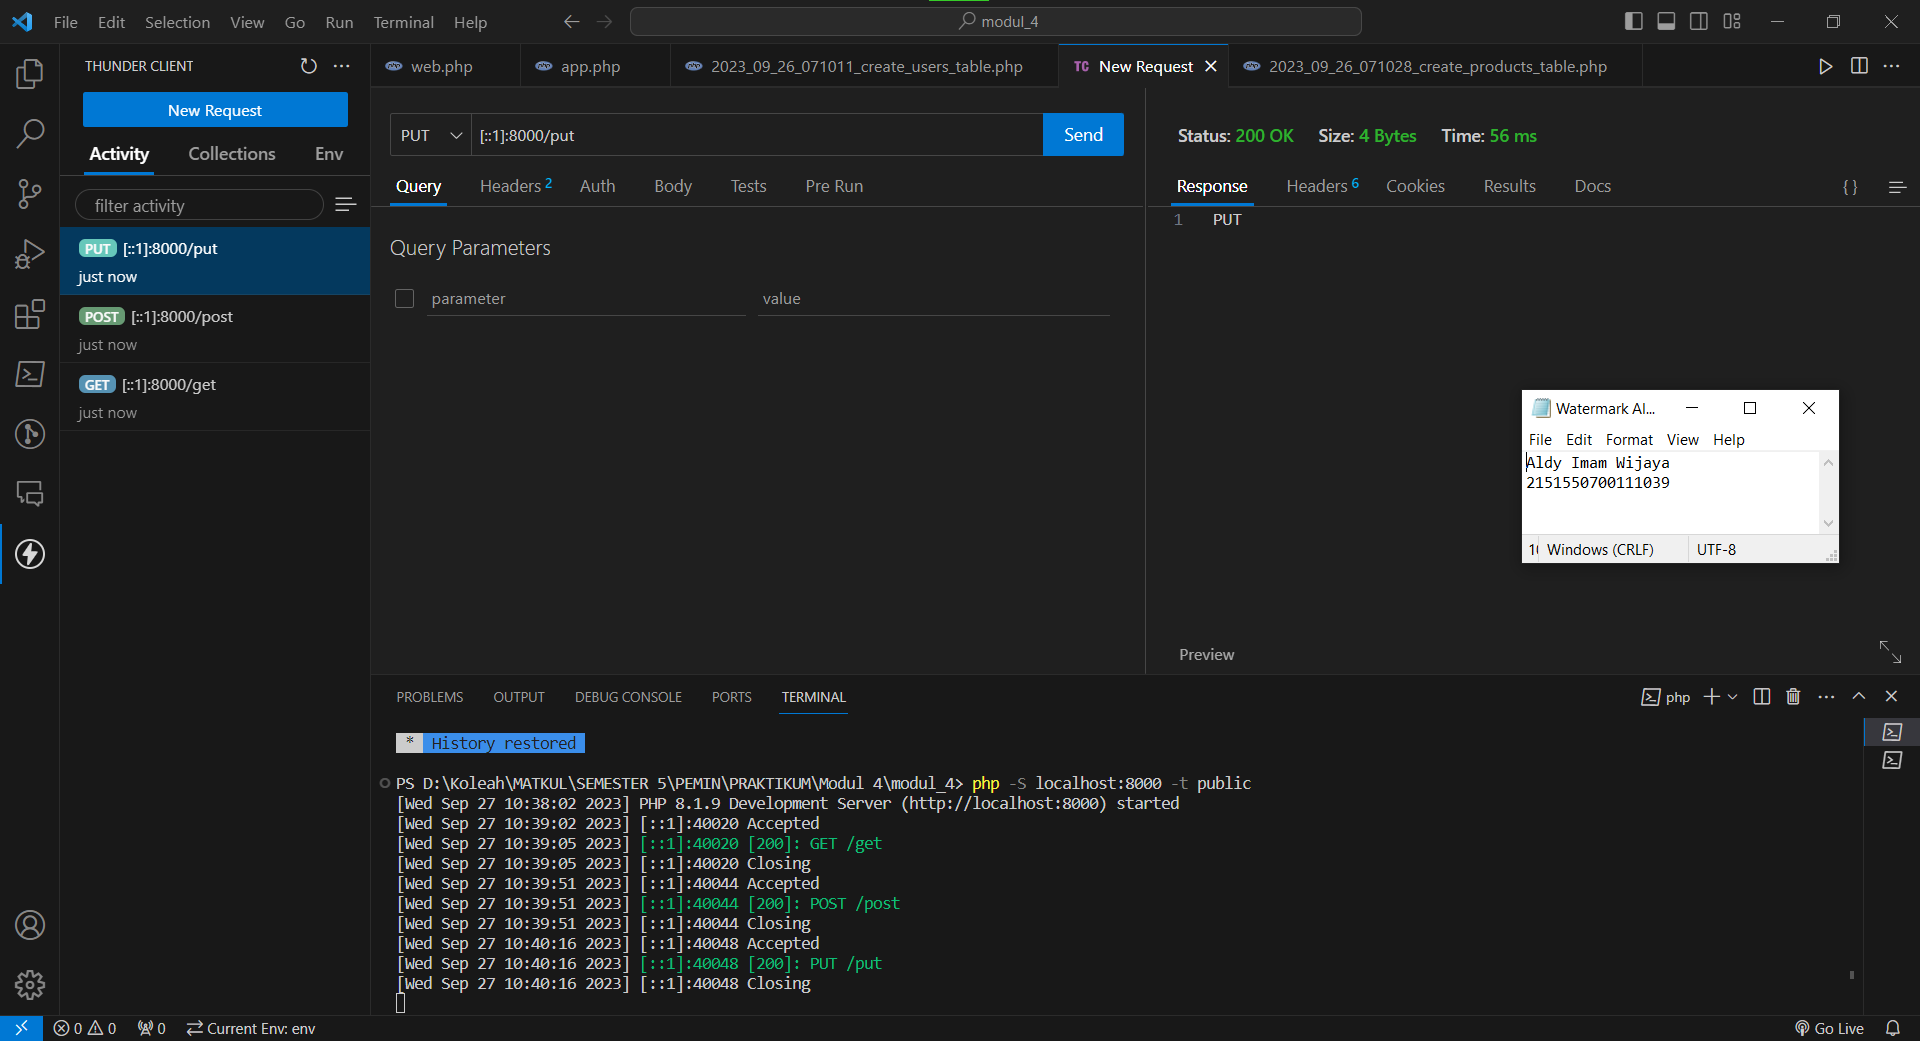 File Edit Selection View Go Run Terminal Help
modul_4
THUNDER CLIENT
web.php
app.php
2023_09_26_071011_create_users_table.php
TC New Request
2023_09_26_071028_create_products_table.php
New Request
Activity Collections Env
filter activity
PUT [::1]:8000/put
just now
POST [::1]:8000/post
just now
GET [::1]:8000/get
just now
PUT [::1]:8000/put Send
Query Headers 2 Auth Body Tests Pre Run
Query Parameters
parameter value
Status: 200 OK Size: 4 Bytes Time: 56 ms
Response Headers 6 Cookies Results Docs {}
1 PUT
Preview
Watermark Al...
File Edit Format View Help
Aldy Imam Wijaya
2151550700111039
Windows (CRLF) UTF-8
PROBLEMS OUTPUT DEBUG CONSOLE PORTS TERMINAL
php
* History restored
PS D:\Koleah\MATKUL\SEMESTER 5\PEMIN\PRAKTIKUM\Modul 4\modul_4> php -S localhost:8000 -t public
[Wed Sep 27 10:38:02 2023] PHP 8.1.9 Development Server (http://localhost:8000) started
[Wed Sep 27 10:39:02 2023] [::1]:40020 Accepted
[Wed Sep 27 10:39:05 2023] [::1]:40020 [200]: GET /get
[Wed Sep 27 10:39:05 2023] [::1]:40020 Closing
[Wed Sep 27 10:39:51 2023] [::1]:40044 Accepted
[Wed Sep 27 10:39:51 2023] [::1]:40044 [200]: POST /post
[Wed Sep 27 10:39:51 2023] [::1]:40044 Closing
[Wed Sep 27 10:40:16 2023] [::1]:40048 Accepted
[Wed Sep 27 10:40:16 2023] [::1]:40048 [200]: PUT /put
[Wed Sep 27 10:40:16 2023] [::1]:40048 Closing
0 0 0 Current Env: env
Go Live